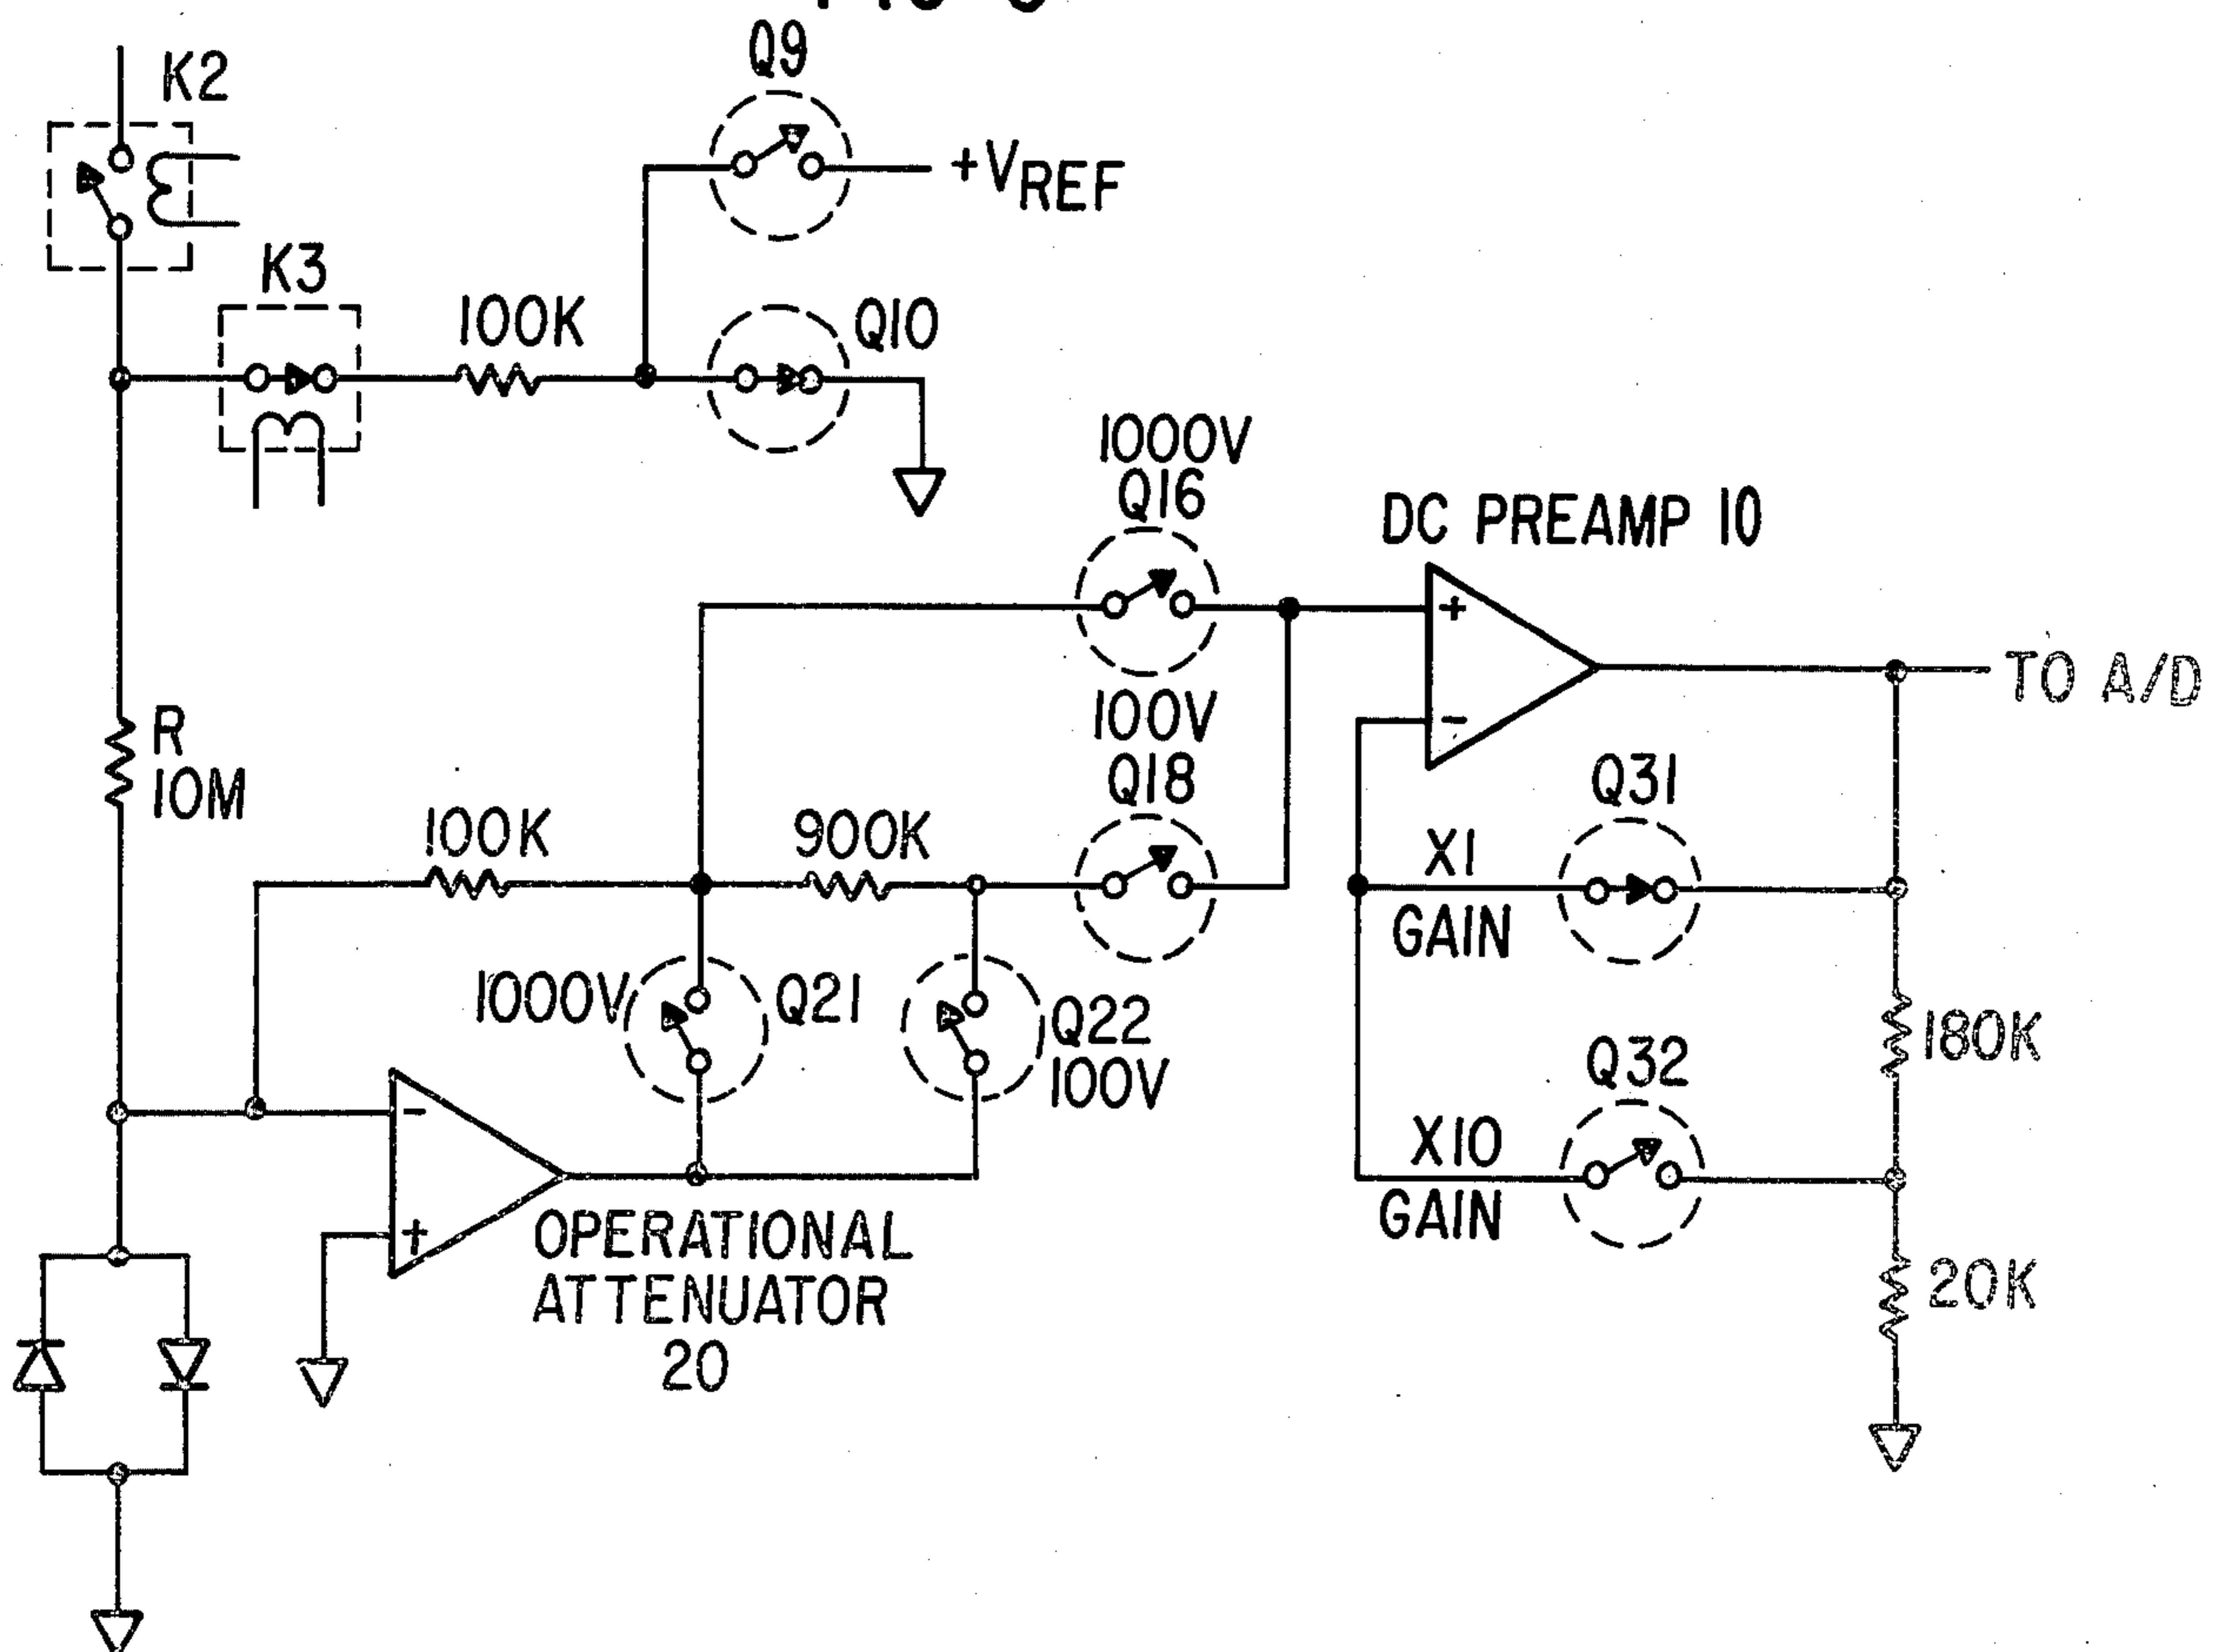 K2
Q9
+VREF
K3
100K
Q10
1000V
Q16
DC PREAMP 10
+
TO A/D
-
100V
Q18
R
10M
Q31
100K
900K
X1
GAIN
1000V
Q21
Q22
100V
180K
Q32
-
X10
GAIN
+
OPERATIONAL
ATTENUATOR
20
20K